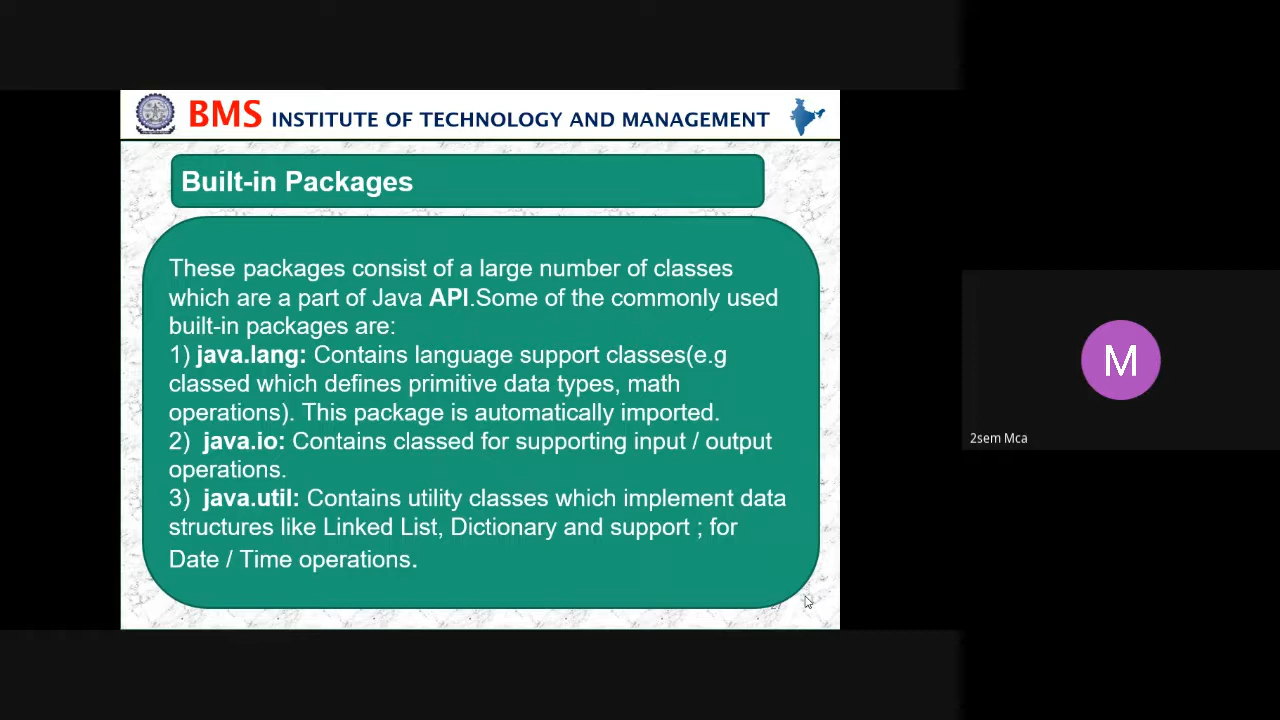 BMS INSTITUTE OF TECHNOLOGY AND MANAGEMENT
Built-in Packages
These packages consist of a large number of classes
which are a part of Java API.Some of the commonly used
built-in packages are:
1) java.lang: Contains language support classes(e.g
classed which defines primitive data types, math
operations). This package is automatically imported.
2) java.io: Contains classed for supporting input / output
operations.
3) java.util: Contains utility classes which implement data
structures like Linked List, Dictionary and support ; for
Date / Time operations.
M
2sem Mca